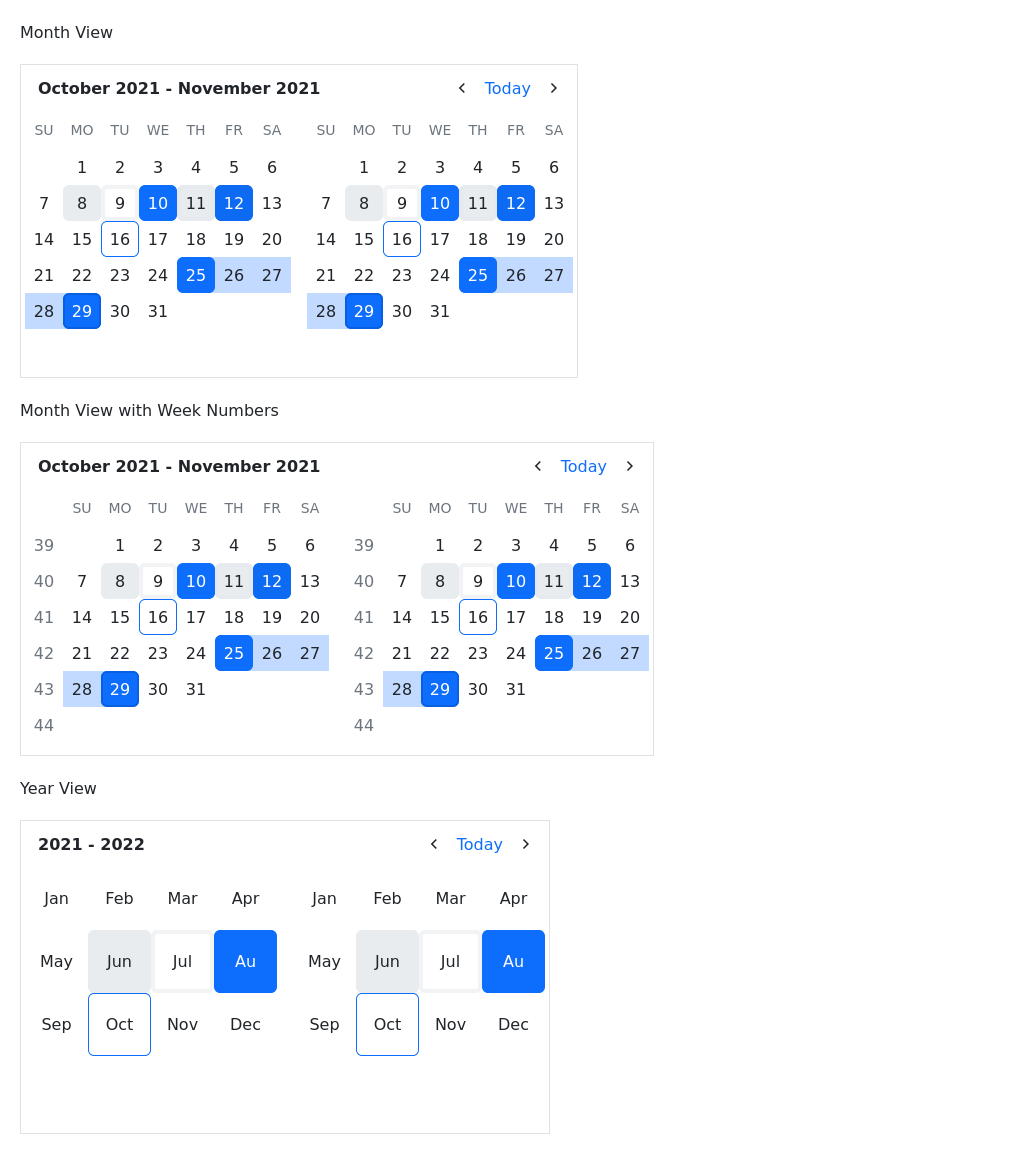 Month View
October 2021 - November 2021 Today
SU MO TU WE TH FR SA SU MO TU WE TH FR SA
1 2 3 4 5 6 1 2 3 4 5 6
7 8 9 10 11 12 13 7 8 9 10 11 12 13
14 15 16 17 18 19 20 14 15 16 17 18 19 20
21 22 23 24 25 26 27 21 22 23 24 25 26 27
28 29 30 31 28 29 30 31
Month View with Week Numbers
October 2021 - November 2021 Today
SU MO TU WE TH FR SA SU MO TU WE TH FR SA
39 1 2 3 4 5 6 39 1 2 3 4 5 6
40 7 8 9 10 11 12 13 40 7 8 9 10 11 12 13
41 14 15 16 17 18 19 20 41 14 15 16 17 18 19 20
42 21 22 23 24 25 26 27 42 21 22 23 24 25 26 27
43 28 29 30 31 43 28 29 30 31
44 44
Year View
2021 - 2022 Today
Jan Feb Mar Apr Jan Feb Mar Apr
May Jun Jul Au May Jun Jul Au
Sep Oct Nov Dec Sep Oct Nov Dec